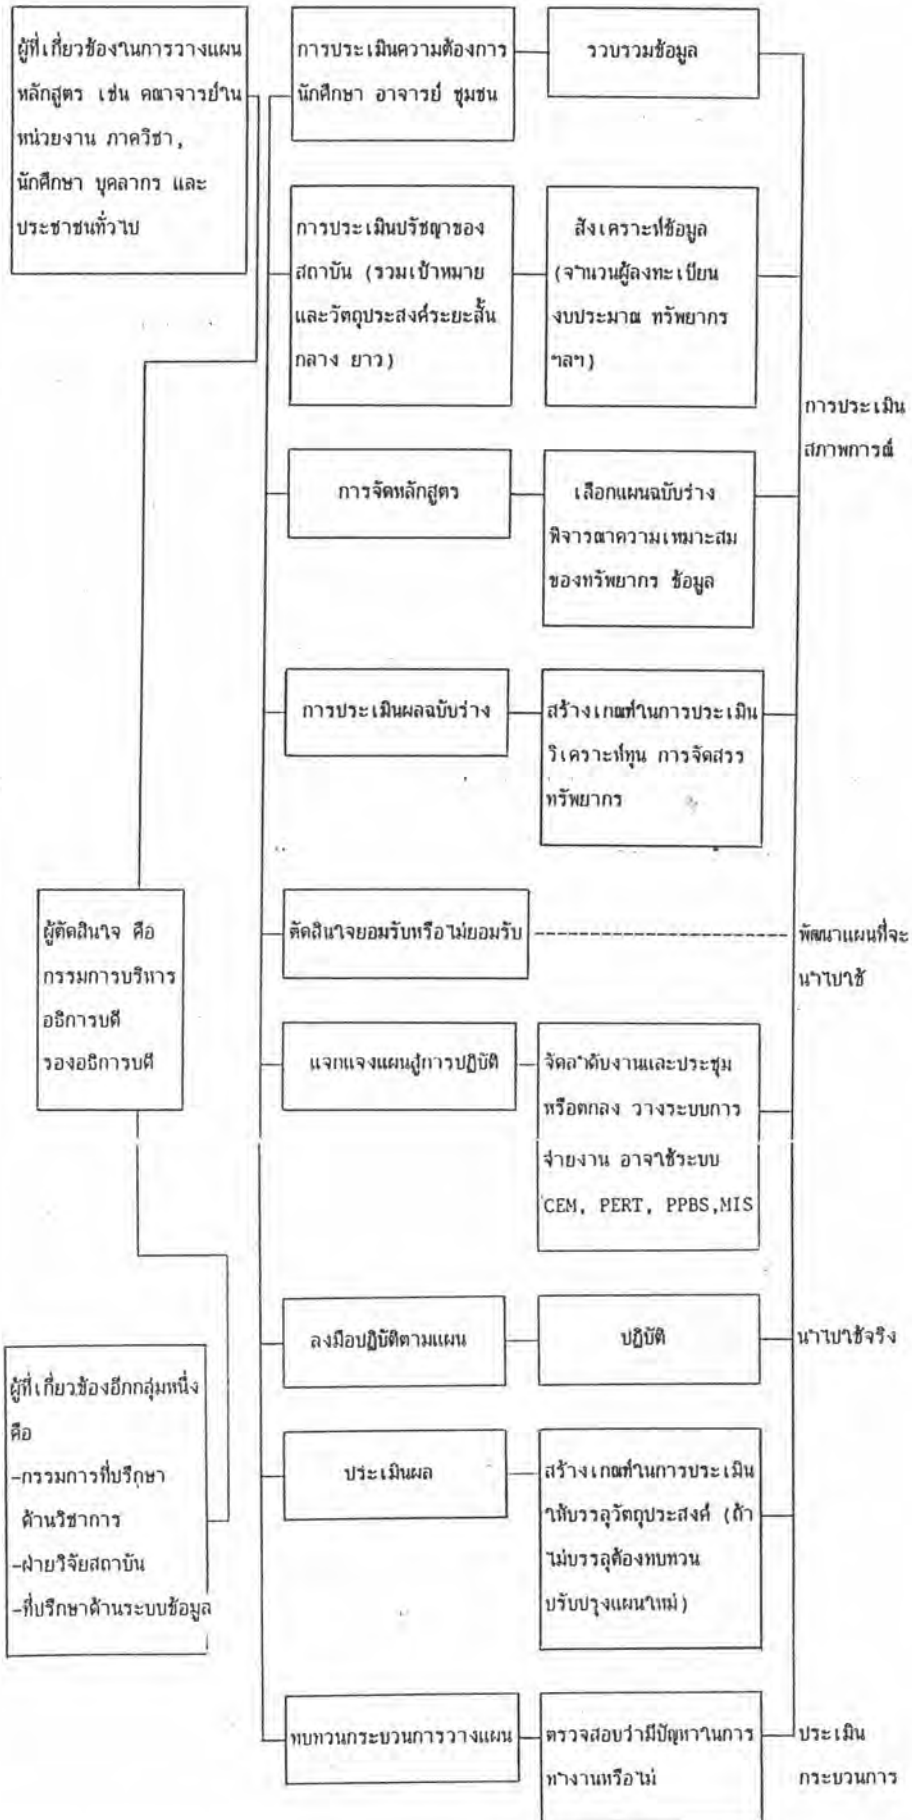 ผู้ที่เกี่ยวข้องในการวางแผน
หลักสูตร เช่น คณาจารย์ใน
หน่วยงาน ภาควิชา,
นักศึกษา บุคลากร และ
ประชาชนทั่วไป
การประเมินความต้องการ
นักศึกษา อาจารย์ ชุมชน
รวบรวมข้อมูล
การประเมินปรัชญาของ
สถาบัน (รวมเป้าหมาย
และวัตถุประสงค์ระยะสั้น
กลาง ยาว)
สังเคราะห์ข้อมูล
(จำนวนผู้ลงทะเบียน
งบประมาณ ทรัพยากร
ฯลฯ)
การประเมิน
สภาพการณ์
การจัดหลักสูตร
เลือกแผนฉบับร่าง
พิจารณาความเหมาะสม
ของทรัพยากร ข้อมูล
การประเมินผลฉบับร่าง
สร้างเกณฑ์ในการประเมิน
วิเคราะห์ทุน การจัดสรร
ทรัพยากร
ผู้ตัดสินใจ คือ
กรรมการบริหาร
อธิการบดี
รองอธิการบดี
ตัดสินใจยอมรับหรือไม่ยอมรับ
พัฒนาแผนที่จะ
นำไปใช้
แจกแจงแผนสู่การปฏิบัติ
จัดลำดับงานและประชุม
หรือตกลง วางระบบการ
จ่ายงาน อาจใช้ระบบ
CEM, PERT, PPBS,MIS
ลงมือปฏิบัติตามแผน
ปฏิบัติ
นำไปใช้จริง
ผู้ที่เกี่ยวข้องอีกกลุ่มหนึ่ง
คือ
-กรรมการที่ปรึกษา
ด้านวิชาการ
-ฝ่ายวิจัยสถาบัน
-ที่ปรึกษาด้านระบบข้อมูล
ประเมินผล
สร้างเกณฑ์ในการประเมิน
ให้บรรลุวัตถุประสงค์ (ถ้า
ไม่บรรลุต้องทบทวน
ปรับปรุงแผนใหม่)
ทบทวนกระบวนการวางแผน
ตรวจสอบว่ามีปัญหาในการ
ทำงานหรือไม่
ประเมิน
กระบวนการ